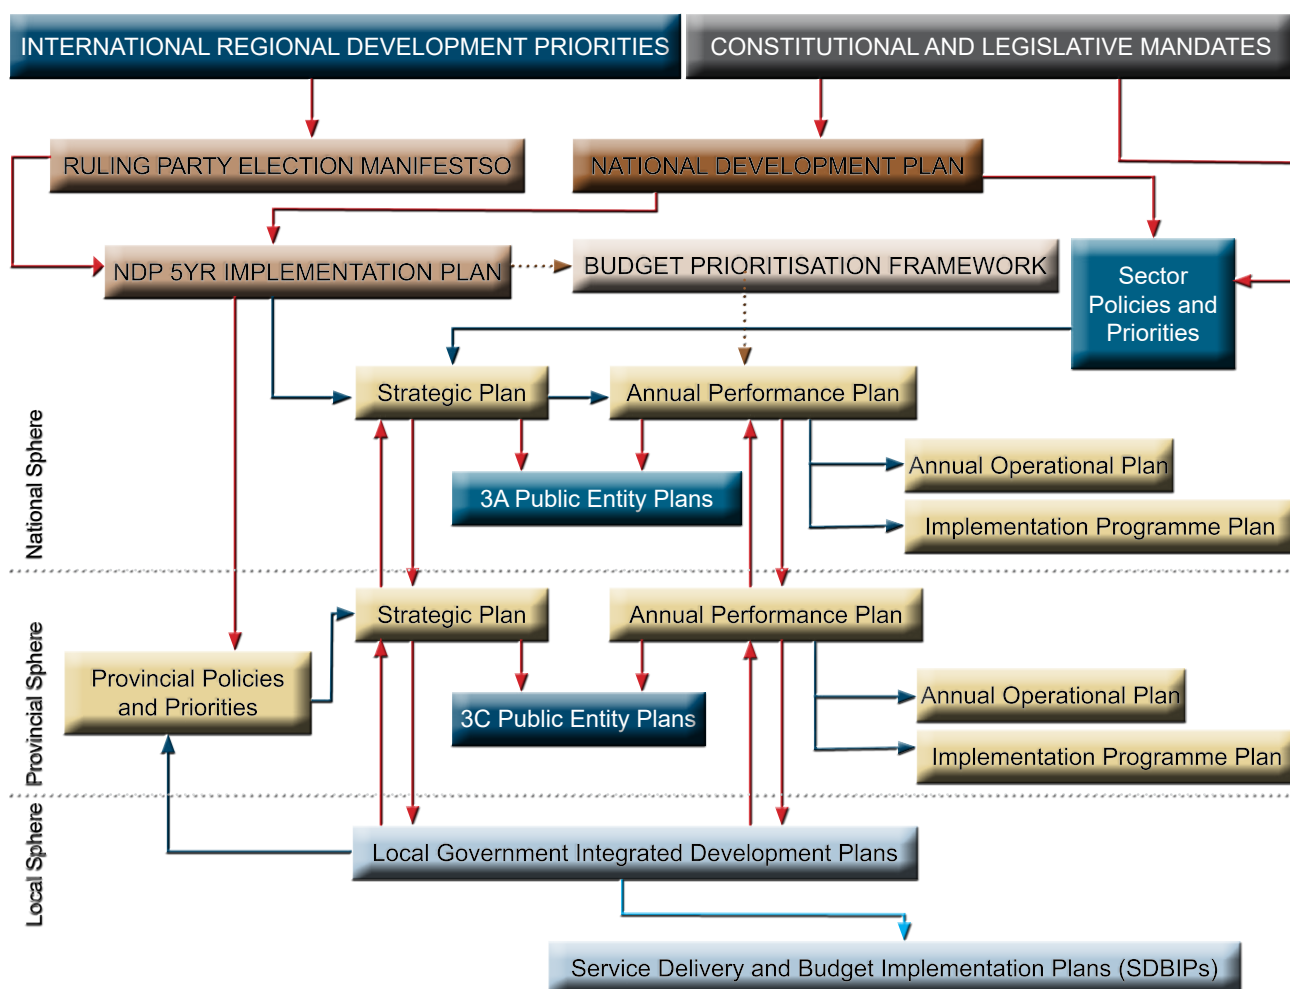 INTERNATIONAL REGIONAL DEVELOPMENT PRIORITIES
CONSTITUTIONAL AND LEGISLATIVE MANDATES
RULING PARTY ELECTION MANIFESTSO
NATIONAL DEVELOPMENT PLAN
NDP 5YR IMPLEMENTATION PLAN
BUDGET PRIORITISATION FRAMEWORK
Sector
Policies and
Priorities
National Sphere
Strategic Plan
Annual Performance Plan
Annual Operational Plan
3A Public Entity Plans
Implementation Programme Plan
Provincial Sphere
Strategic Plan
Annual Performance Plan
Provincial Policies
and Priorities
3C Public Entity Plans
Annual Operational Plan
Implementation Programme Plan
Local Sphere
Local Government Integrated Development Plans
Service Delivery and Budget Implementation Plans (SDBIPs)